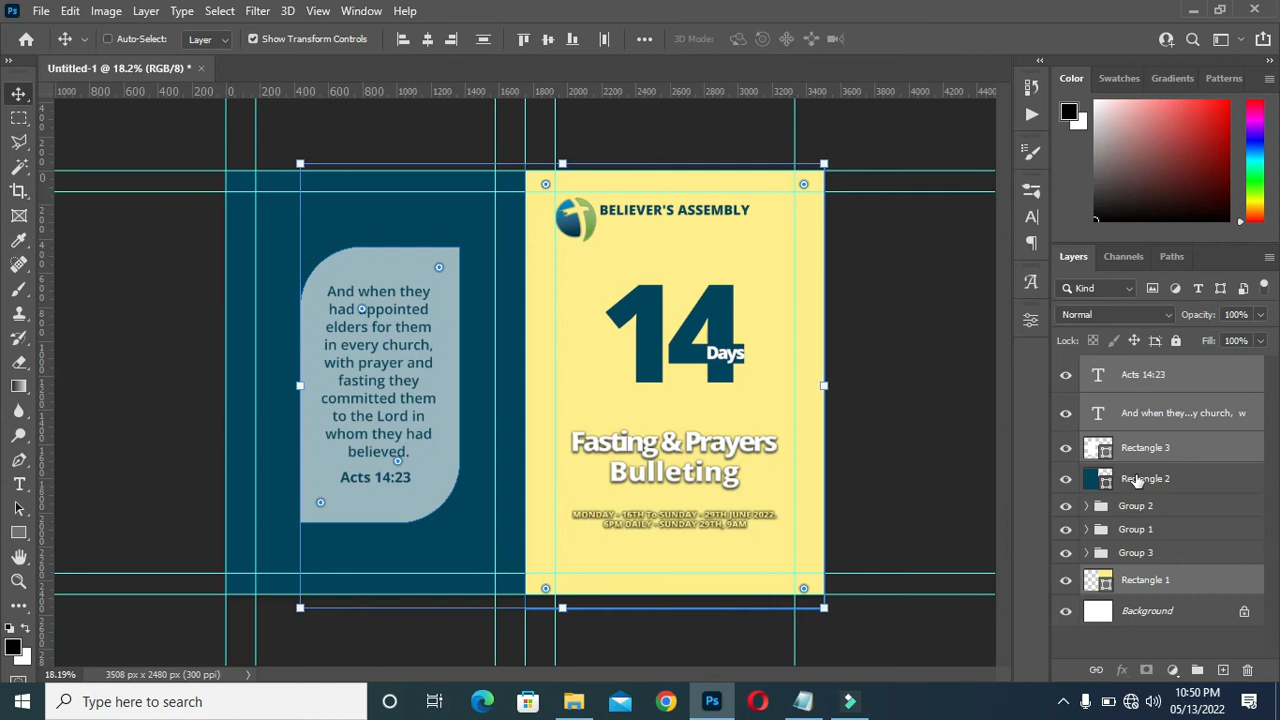 Ps
File Edit Image Layer Type Select Filter 3D View Window Help
Auto-Select: Layer Show Transform Controls 3D Mode:
Untitled-1 @ 18.2% (RGB/8) *
1000 800 600 400 200 0 200 400 600 800 1000 1200 1400 1600 1800 2000 2200 2400 2600 2800 3000 3200 3400 3600 3800 4000 4200 4400
BELIEVER'S ASSEMBLY
14
Days
And when they
had appointed
elders for them
in every church,
with prayer and
fasting they
committed them
to the Lord in
whom they had
believed.
Acts 14:23
Fasting & Prayers
Bulleting
MONDAY - 16TH To SUNDAY - 29TH JUNE 2022.
6PM DAILY - SUNDAY 29TH, 9AM
Color Swatches Gradients Patterns
Layers Channels Paths
Kind
Normal Opacity: 100%
Lock: Fill: 100%
Acts 14:23
And when they...y church, w
Rectangle 3
Rectangle 2
Group 2
Group 1
Group 3
Rectangle 1
Background
18.19% 3508 px x 2480 px (300 ppi)
Type here to search
Ps
10:50 PM
05/13/2022